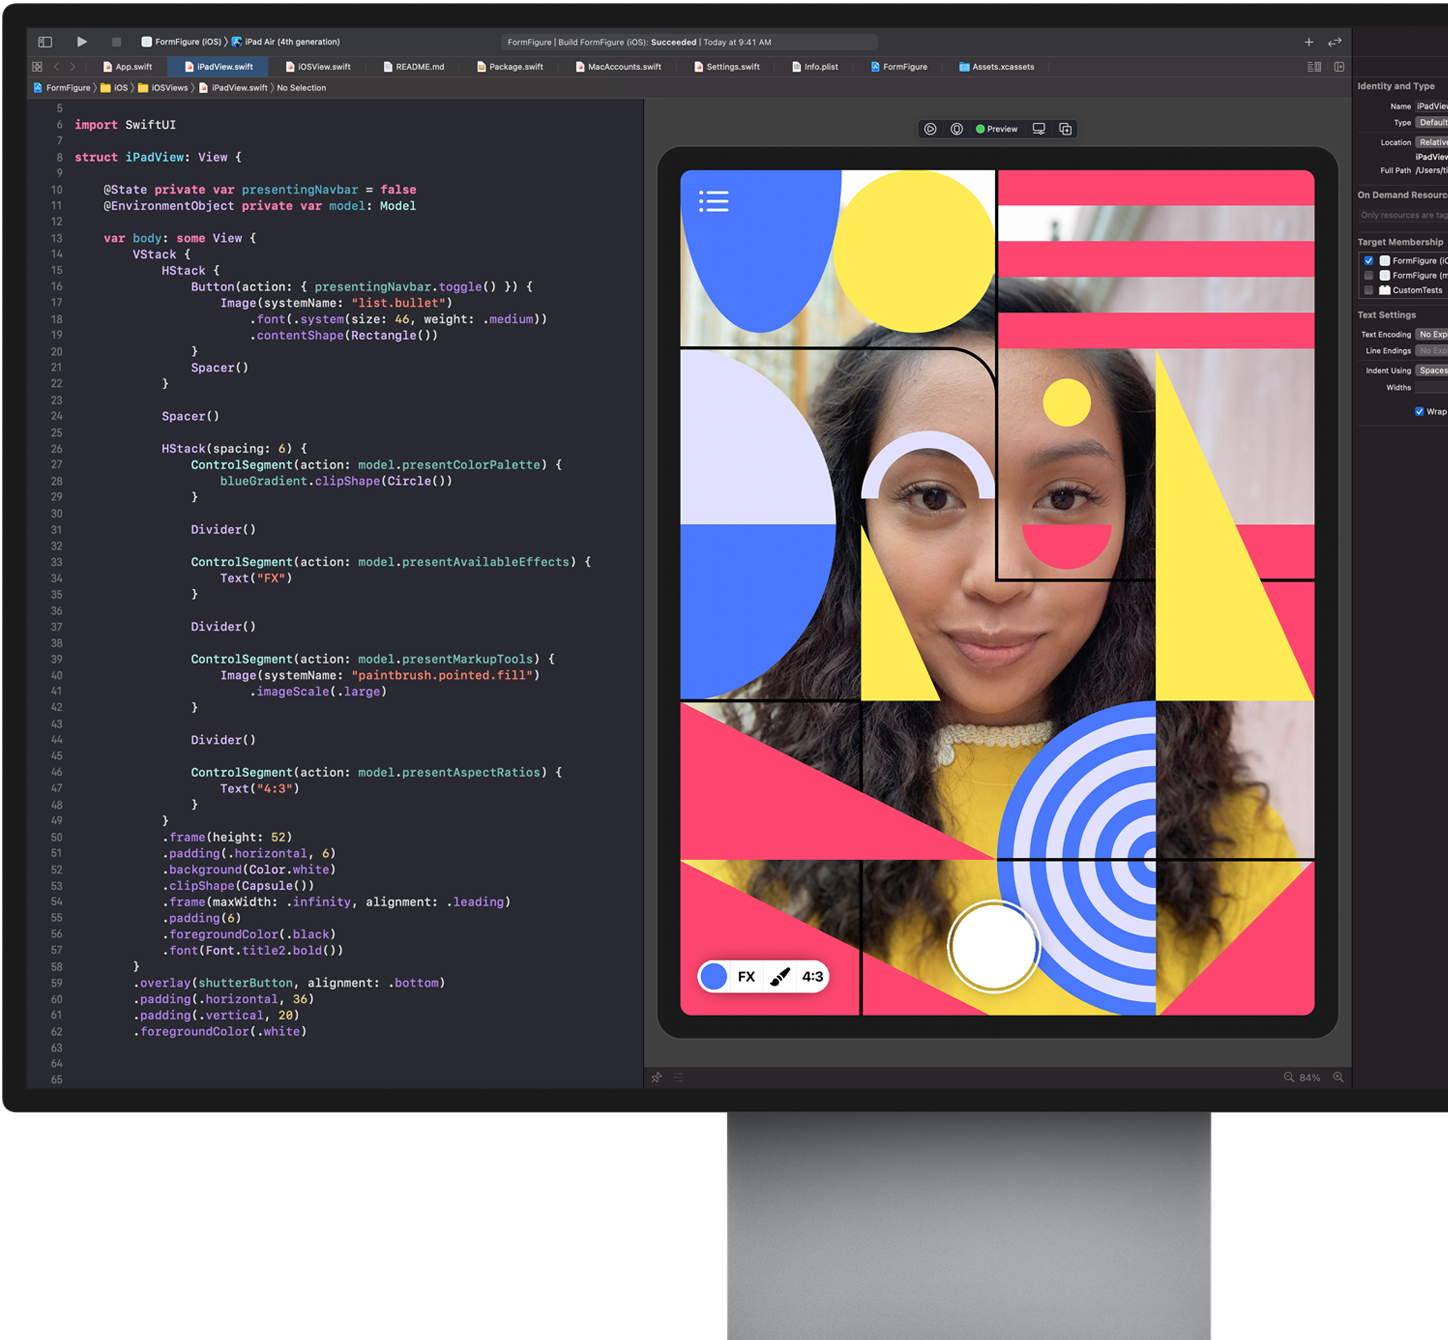 FormFigure (iOS) iPad Air (4th generation)
FormFigure | Build FormFigure (iOS): Succeeded | Today at 9:41 AM
App.swift iPadView.swift iOSView.swift README.md Package.swift MacAccounts.swift Settings.swift Info.plist FormFigure Assets.xcassets
FormFigure iOS iOSViews iPadView.swift No Selection
5
6 import SwiftUI
7
8 struct iPadView: View {
9
10 @State private var presentingNavbar = false
11 @EnvironmentObject private var model: Model
12
13 var body: some View {
14 VStack {
15 HStack {
16 Button(action: { presentingNavbar.toggle() }) {
17 Image(systemName: "list.bullet")
18 .font(.system(size: 46, weight: .medium))
19 .contentShape(Rectangle())
20 }
21 Spacer()
22 }
23
24 Spacer()
25
26 HStack(spacing: 6) {
27 ControlSegment(action: model.presentColorPalette) {
28 blueGradient.clipShape(Circle())
29 }
30
31 Divider()
32
33 ControlSegment(action: model.presentAvailableEffects) {
34 Text("FX")
35 }
36
37 Divider()
38
39 ControlSegment(action: model.presentMarkupTools) {
40 Image(systemName: "paintbrush.pointed.fill")
41 .imageScale(.large)
42 }
43
44 Divider()
45
46 ControlSegment(action: model.presentAspectRatios) {
47 Text("4:3")
48 }
49 }
50 .frame(height: 52)
51 .padding(.horizontal, 6)
52 .background(Color.white)
53 .clipShape(Capsule())
54 .frame(maxWidth: .infinity, alignment: .leading)
55 .padding(6)
56 .foregroundColor(.black)
57 .font(Font.title2.bold())
58 }
59 .overlay(shutterButton, alignment: .bottom)
60 .padding(.horizontal, 36)
61 .padding(.vertical, 20)
62 .foregroundColor(.white)
63
64
65
Preview
FX 4:3
84%
Identity and Type
Name iPadView
Type Default
Location Relative
iPadView
Full Path /Users/ti
On Demand Resourc
Only resources are tag
Target Membership
FormFigure (iO
FormFigure (m
CustomTests
Text Settings
Text Encoding No Exp
Line Endings No Exp
Indent Using Spaces
Widths
Wrap